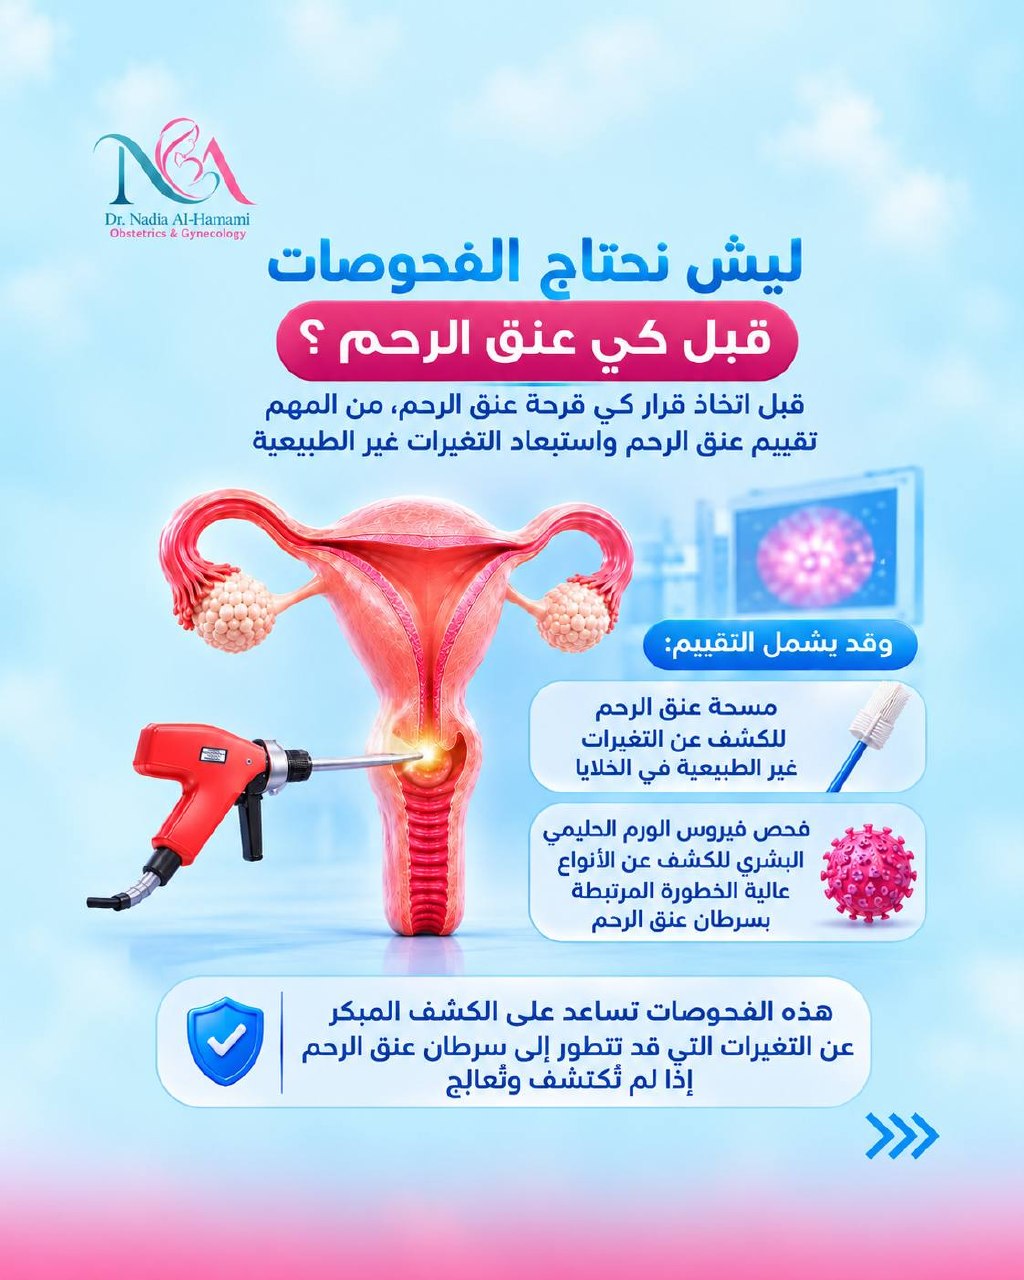 Dr. Nadia Al-Hamami
Obstetrics & Gynecology
ليش نحتاج الفحوصات
قبل كي عنق الرحم ؟
قبل اتخاذ قرار كي قرحة عنق الرحم، من المهم
تقييم عنق الرحم واستبعاد التغيرات غير الطبيعية
وقد يشمل التقييم:
مسحة عنق الرحم
للكشف عن التغيرات
غير الطبيعية في الخلايا
فحص فيروس الورم الحليمي
البشري للكشف عن الأنواع
عالية الخطورة المرتبطة
بسرطان عنق الرحم
هذه الفحوصات تساعد على الكشف المبكر
عن التغيرات التي قد تتطور إلى سرطان عنق الرحم
إذا لم تُكتشف وتُعالج